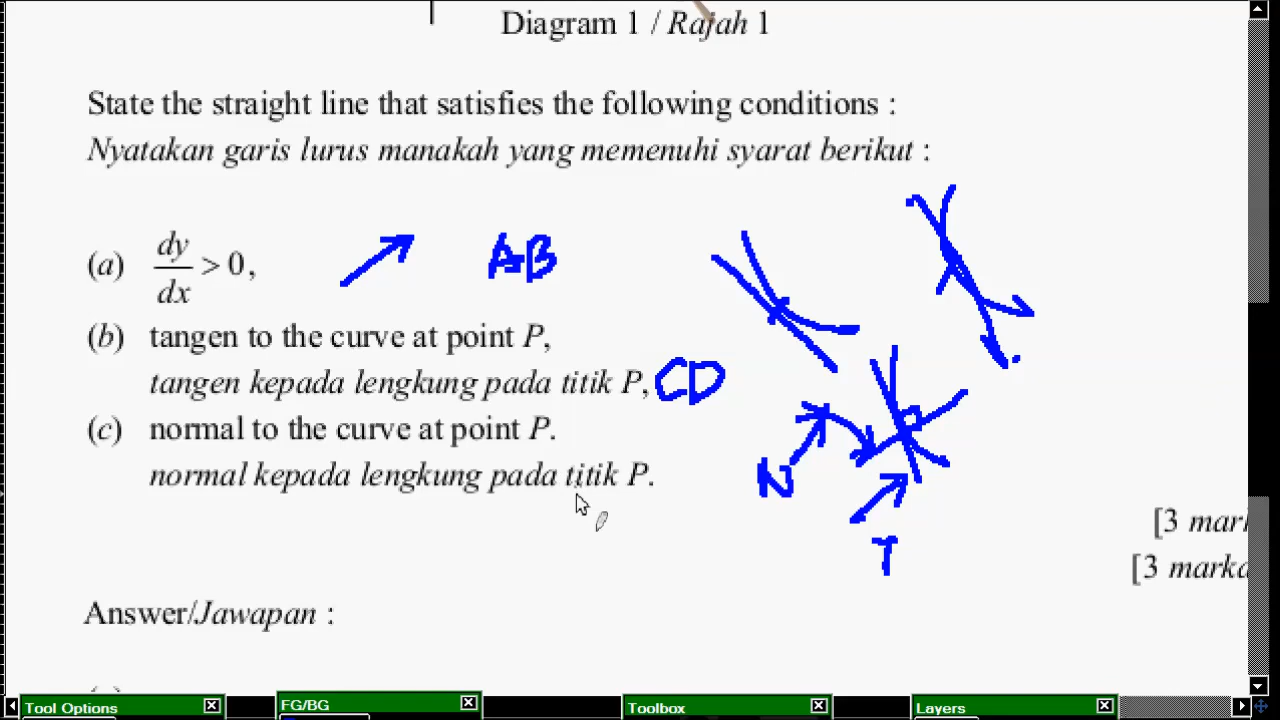 Diagram 1 / Rajah 1
State the straight line that satisfies the following conditions :
Nyatakan garis lurus manakah yang memenuhi syarat berikut :
(a) dy/dx > 0, AB
(b) tangen to the curve at point P,
tangen kepada lengkung pada titik P, CD
(c) normal to the curve at point P.
normal kepada lengkung pada titik P.
N
T
[3 mar
[3 marka
Answer/Jawapan :
Tool Options
FG/BG
Toolbox
Layers